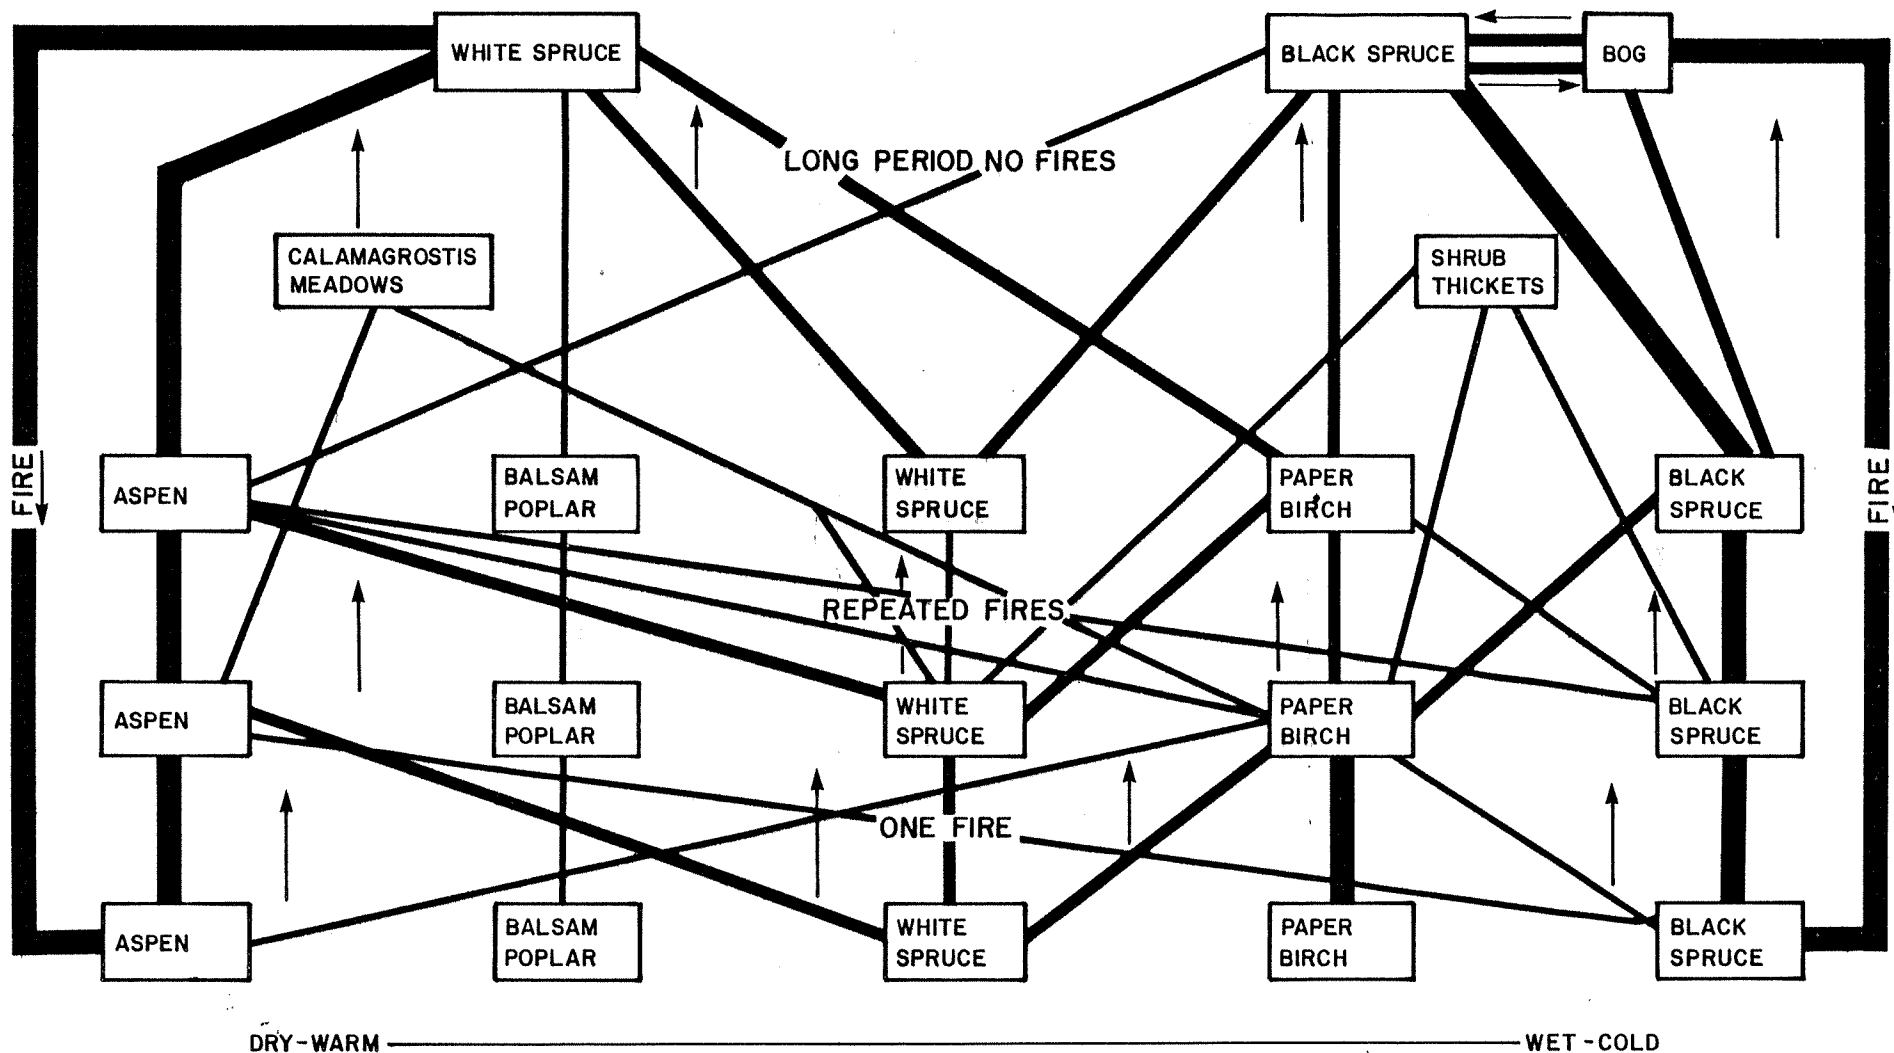 WHITE SPRUCE
BLACK SPRUCE
BOG
LONG PERIOD NO FIRES
CALAMAGROSTIS
MEADOWS
SHRUB
THICKETS
FIRE
FIRE
ASPEN
BALSAM
POPLAR
WHITE
SPRUCE
PAPER
BIRCH
BLACK
SPRUCE
REPEATED FIRES
ASPEN
BALSAM
POPLAR
WHITE
SPRUCE
PAPER
BIRCH
BLACK
SPRUCE
ONE FIRE
ASPEN
BALSAM
POPLAR
WHITE
SPRUCE
PAPER
BIRCH
BLACK
SPRUCE
DRY-WARM
WET-COLD